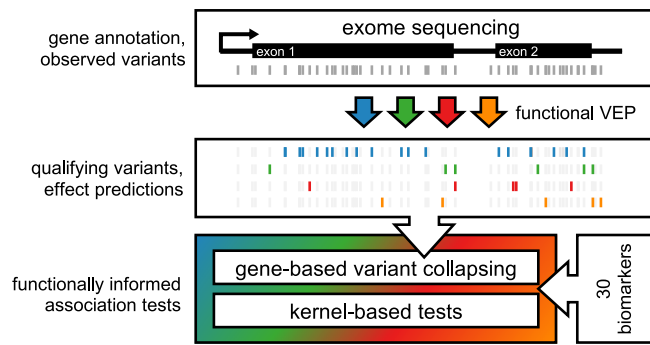 exome sequencing
gene annotation,
observed variants
exon 1
exon 2
functional VEP
qualifying variants,
effect predictions
functionally informed
association tests
gene-based variant collapsing
kernel-based tests
30
biomarkers